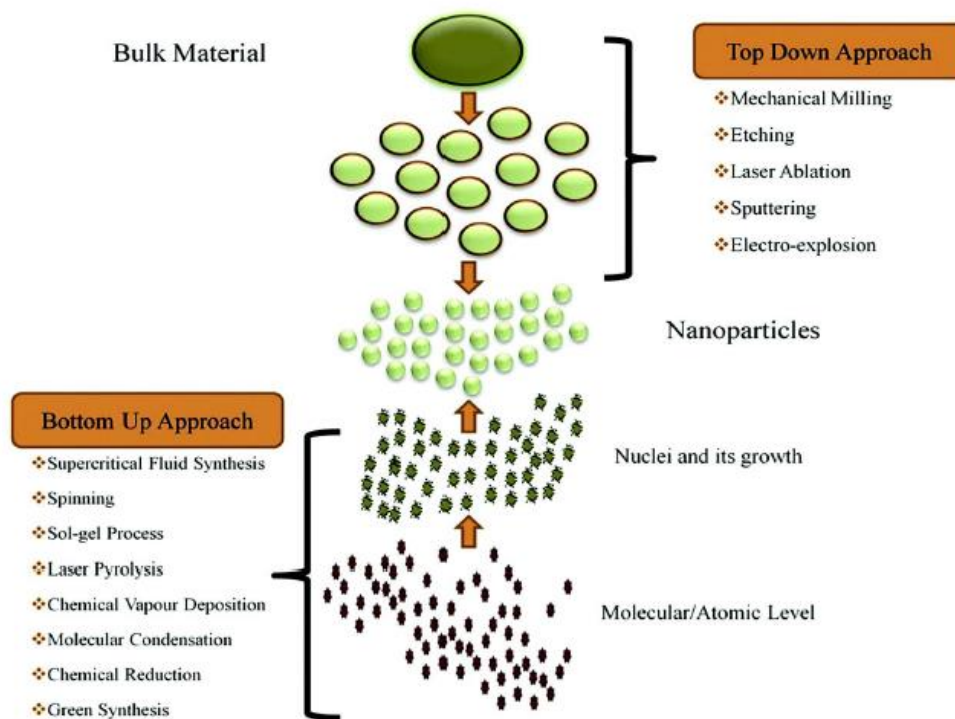 Bulk Material
Top Down Approach
❖Mechanical Milling
❖Etching
❖Laser Ablation
❖Sputtering
❖Electro-explosion
Nanoparticles
Bottom Up Approach
❖Supercritical Fluid Synthesis
❖Spinning
❖Sol-gel Process
❖Laser Pyrolysis
❖Chemical Vapour Deposition
❖Molecular Condensation
❖Chemical Reduction
❖Green Synthesis
Nuclei and its growth
Molecular/Atomic Level